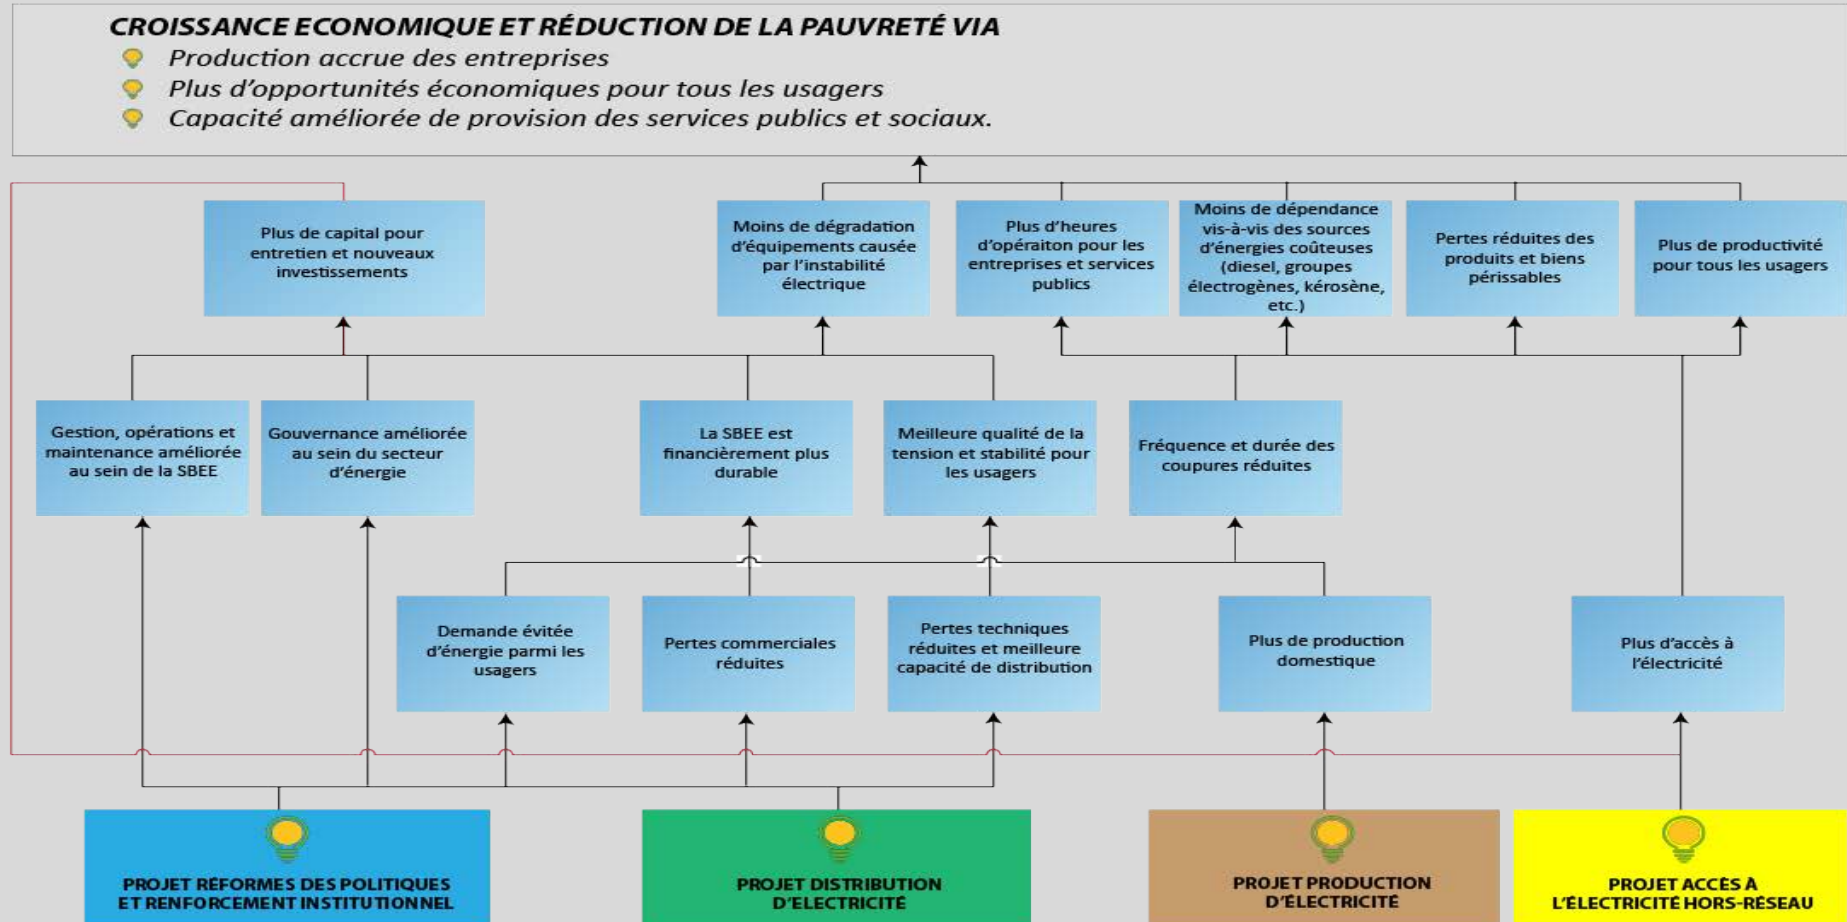 CROISSANCE ECONOMIQUE ET RÉDUCTION DE LA PAUVRETÉ VIA
Production accrue des entreprises
Plus d'opportunités économiques pour tous les usagers
Capacité améliorée de provision des services publics et sociaux.
Plus de capital pour
entretien et nouveaux
investissements
Moins de dégradation
d'équipements causée
par l'instabilité
électrique
Plus d'heures
d'opéraiton pour les
entreprises et services
publics
Moins de dépendance
vis-à-vis des sources
d'énergies coûteuses
(diesel, groupes
électrogènes, kérosène,
etc.)
Pertes réduites des
produits et biens
périssables
Plus de productivité
pour tous les usagers
Gestion, opérations et
maintenance améliorée
au sein de la SBEE
Gouvernance améliorée
au sein du secteur
d'énergie
La SBEE est
financièrement plus
durable
Meilleure qualité de la
tension et stabilité pour
les usagers
Fréquence et durée des
coupures réduites
Demande évitée
d'énergie parmi les
usagers
Pertes commerciales
réduites
Pertes techniques
réduites et meilleure
capacité de distribution
Plus de production
domestique
Plus d'accès à
l'électricité
PROJET RÉFORMES DES POLITIQUES
ET RENFORCEMENT INSTITUTIONNEL
PROJET DISTRIBUTION
D'ELECTRICITÉ
PROJET PRODUCTION
D'ÉLECTRICITÉ
PROJET ACCÈS À
L'ÉLECTRICITÉ HORS-RÉSEAU